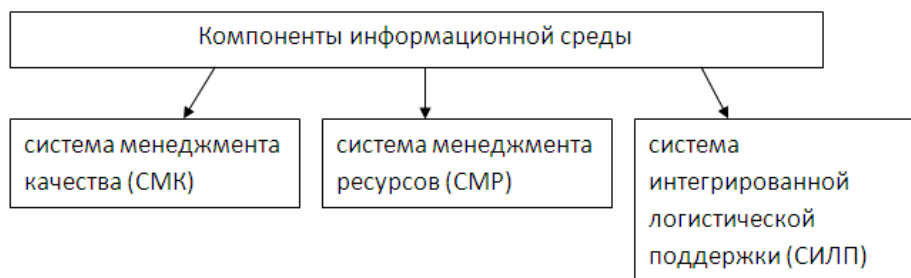 Компоненты информационной среды
система менеджмента
качества (СМК)
система менеджмента
ресурсов (СМР)
система
интегрированной
логистической
поддержки (СИЛП)